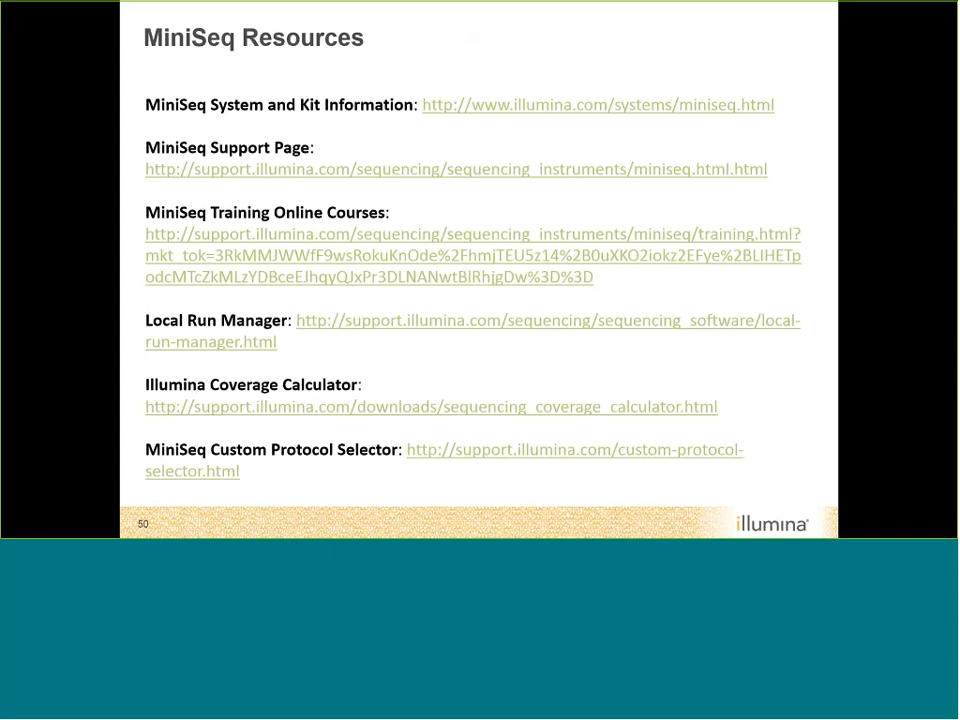 MiniSeq Resources
MiniSeq System and Kit Information: http://www.illumina.com/systems/miniseq.html
MiniSeq Support Page:
http://support.illumina.com/sequencing/sequencing_instruments/miniseq.html.html
MiniSeq Training Online Courses:
http://support.illumina.com/sequencing/sequencing_instruments/miniseq/training.html?
mkt_tok=3RkMMJWWfF9wsRokuKnOde%2FhmjTEU5z14%2B0uXKO2iokz2EFye%2BLIHETp
odcMTcZkMLzYDBceEJhqyQJxPr3DLNANwtBlRhjgDw%3D%3D
Local Run Manager: http://support.illumina.com/sequencing/sequencing_software/local-
run-manager.html
Illumina Coverage Calculator:
http://support.illumina.com/downloads/sequencing_coverage_calculator.html
MiniSeq Custom Protocol Selector: http://support.illumina.com/custom-protocol-
selector.html
50
illumina®